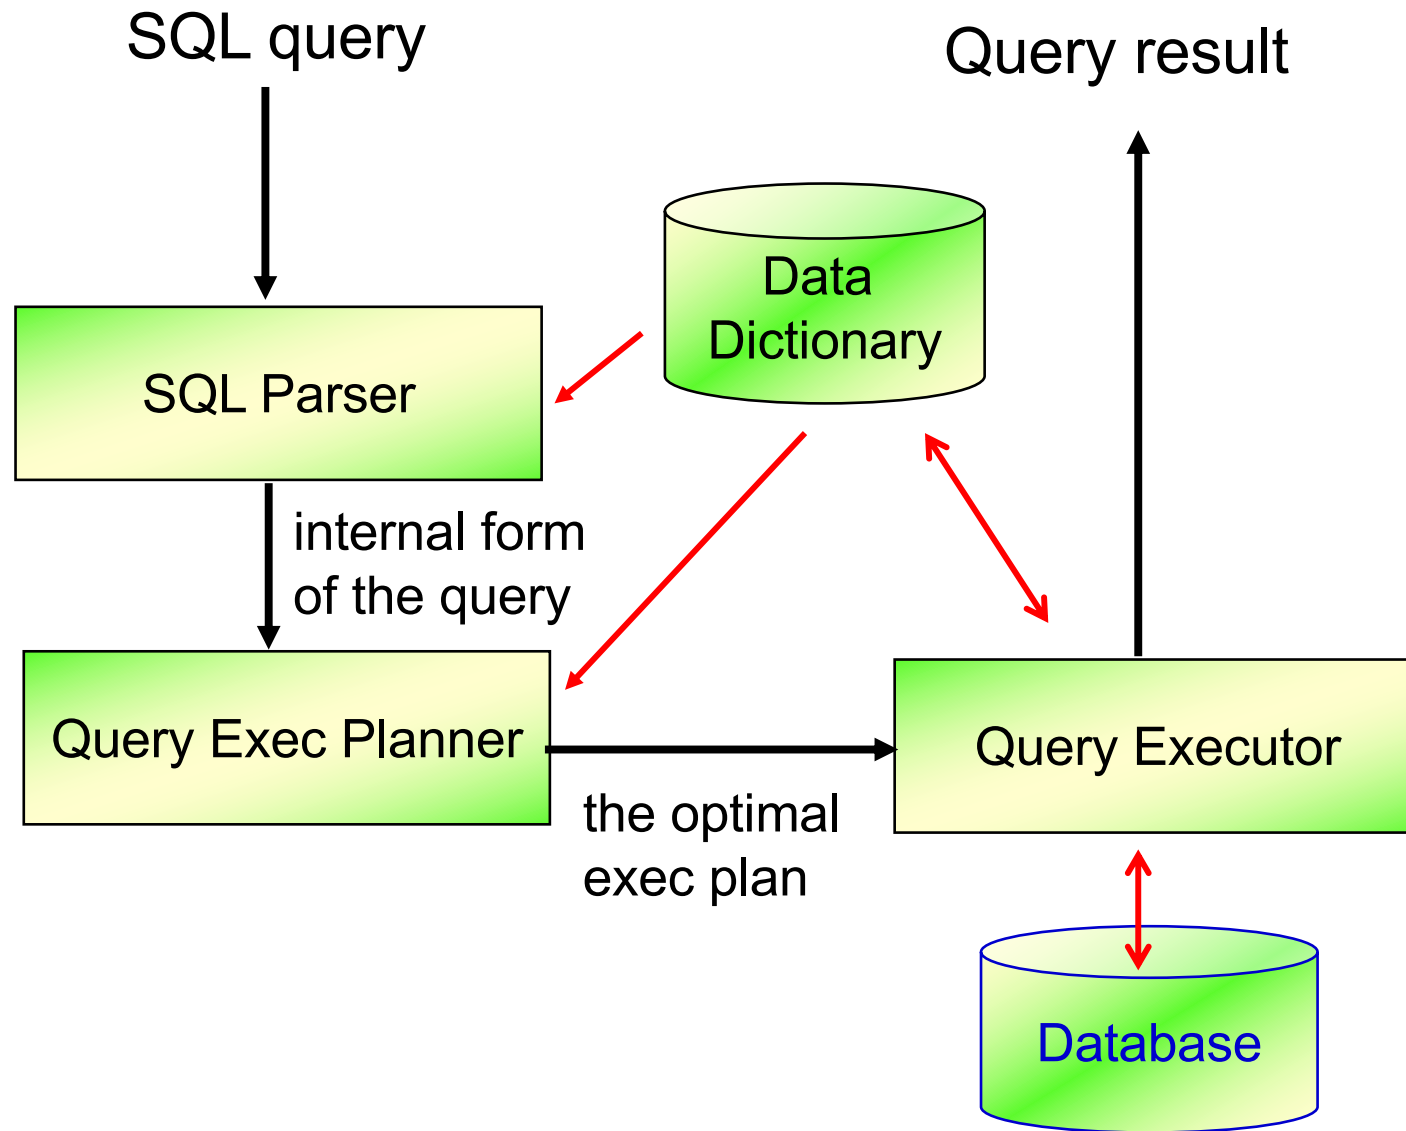 SQL query
Query result
Data
Dictionary
SQL Parser
internal form
of the query
Query Exec Planner
Query Executor
the optimal
exec plan
Database